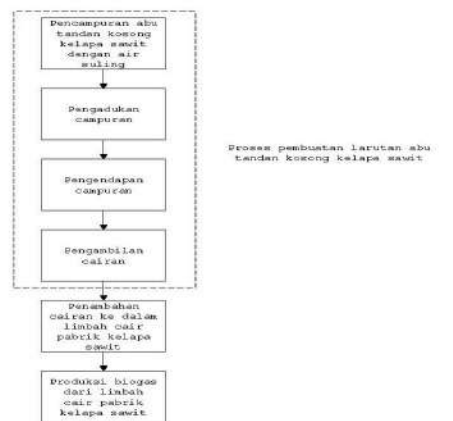 Pencampuran abu
tandan kosong
kelapa sawit
dengan air
suling
Pengadukan
campuran
Pengendapan
campuran
Pengambilan
cairan
Proses pembuatan larutan abu
tandan kosong kelapa sawit
Penambahan
cairan ke dalam
limbah cair
pabrik kelapa
sawit
Produksi biogas
dari limbah
cair pabrik
kelapa sawit